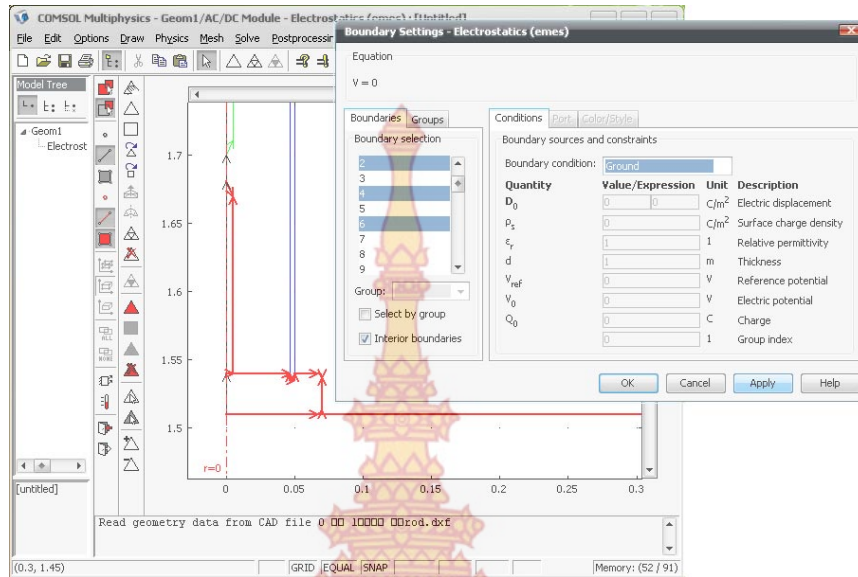 COMSOL Multiphysics - Geom1/AC/DC Module - Electrostatics (emes) : [Untitled]
File Edit Options Draw Physics Mesh Solve Postprocessin
Model Tree
Geom1
Electrost
[untitled]
1.7
1.65
1.6
1.55
1.5
r=0
0 0.05 0.1 0.15 0.2 0.25 0.3
ALL
NONE
Boundary Settings - Electrostatics (emes)
Equation
V = 0
Boundaries Groups
Boundary selection
2
3
4
5
6
7
8
9
Group:
Select by group
Interior boundaries
Conditions Port Color/Style
Boundary sources and constraints
Boundary condition: Ground
Quantity Value/Expression Unit Description
D₀ 0 0 C/m² Electric displacement
ρₛ 0 C/m² Surface charge density
εᵣ 1 1 Relative permittivity
d 1 m Thickness
Vref 0 V Reference potential
V₀ 0 V Electric potential
Q₀ 0 C Charge
0 1 Group index
OK Cancel Apply Help
Read geometry data from CAD file 0 □□ 10000 □□rod.dxf
(0.3, 1.45) GRID EQUAL SNAP Memory: (52 / 91)